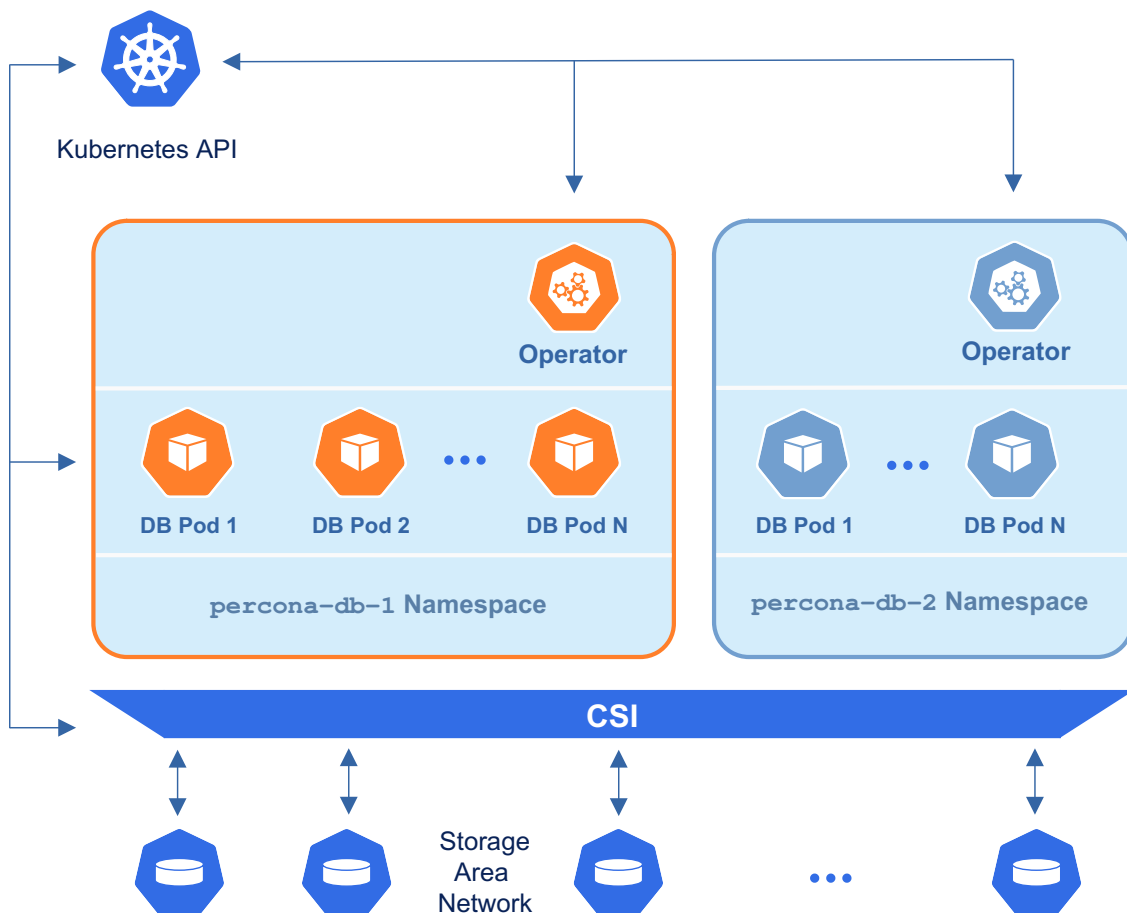 Kubernetes API
Operator
Operator
DB Pod 1
DB Pod 2
DB Pod N
DB Pod 1
DB Pod N
percona-db-1 Namespace
percona-db-2 Namespace
CSI
Storage
Area
Network